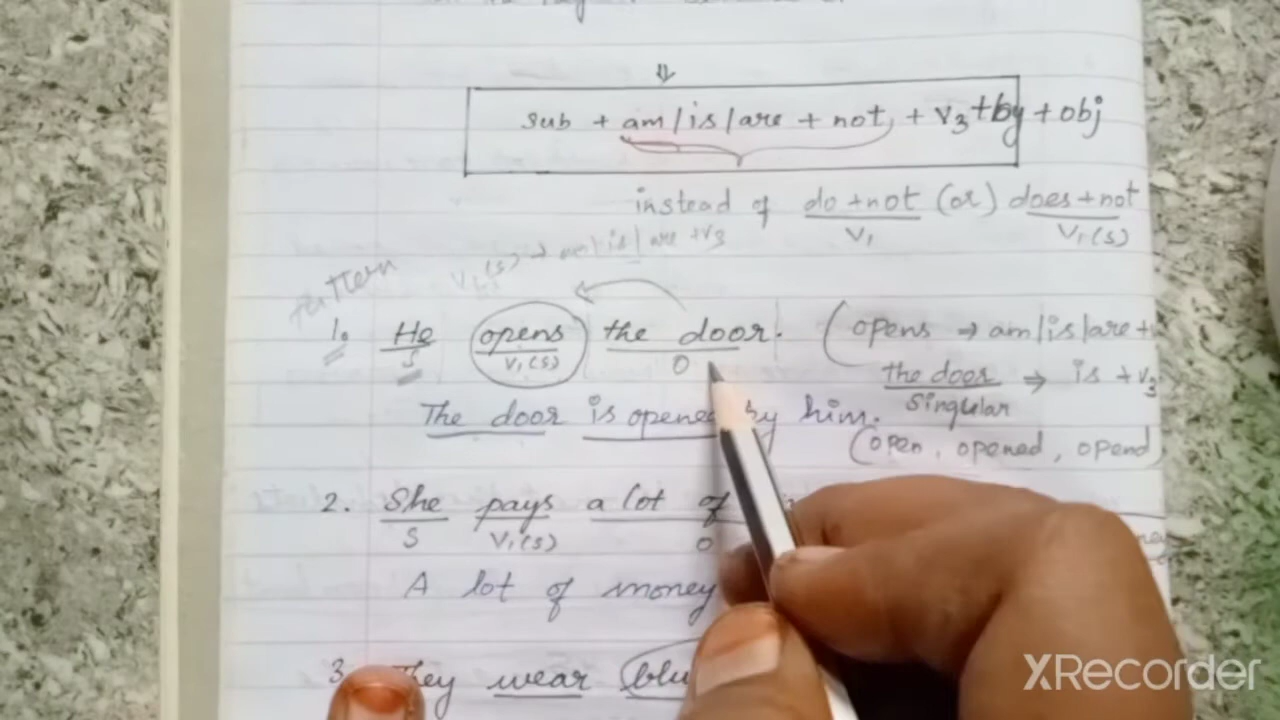 sub + am/is/are + not + V3 + by + obj
instead of do + not (or) does + not
V1 V1(s)
V1(s) → am/is/are + V3
Pattern
1. He opens the door. (opens → am/is/are +
S V1(s) O the door ⇒ is + V3
singular
The door is opened by him.
(open, opened, opend)
2. She pays a lot of
S V1(s) O
A lot of money
3. They wear
XRecorder